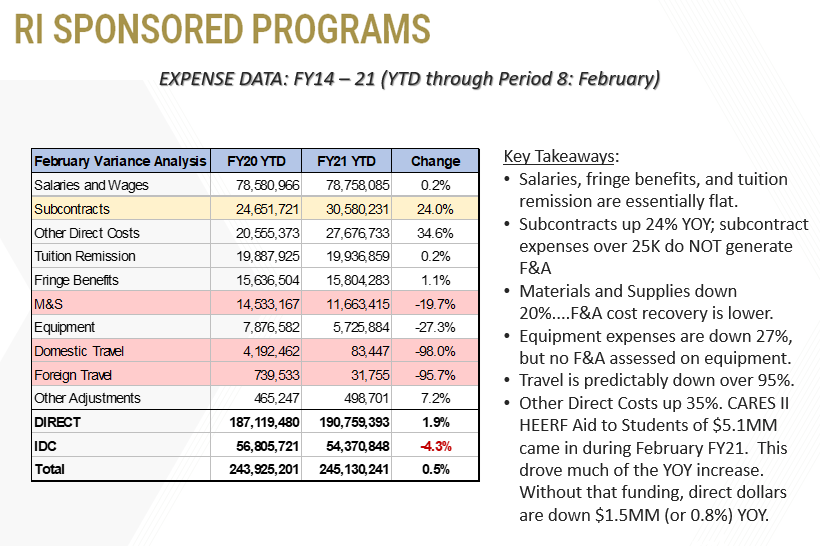 RI SPONSORED PROGRAMS
EXPENSE DATA: FY14 – 21 (YTD through Period 8: February)
February Variance Analysis FY20 YTD FY21 YTD Change
Salaries and Wages 78,580,966 78,758,085 0.2%
Subcontracts 24,651,721 30,580,231 24.0%
Other Direct Costs 20,555,373 27,676,733 34.6%
Tuition Remission 19,887,925 19,936,859 0.2%
Fringe Benefits 15,636,504 15,804,283 1.1%
M&S 14,533,167 11,663,415 -19.7%
Equipment 7,876,582 5,725,884 -27.3%
Domestic Travel 4,192,462 83,447 -98.0%
Foreign Travel 739,533 31,755 -95.7%
Other Adjustments 465,247 498,701 7.2%
DIRECT 187,119,480 190,759,393 1.9%
IDC 56,805,721 54,370,848 -4.3%
Total 243,925,201 245,130,241 0.5%
Key Takeaways:
• Salaries, fringe benefits, and tuition
remission are essentially flat.
• Subcontracts up 24% YOY; subcontract
expenses over 25K do NOT generate
F&A
• Materials and Supplies down
20%....F&A cost recovery is lower.
• Equipment expenses are down 27%,
but no F&A assessed on equipment.
• Travel is predictably down over 95%.
• Other Direct Costs up 35%. CARES II
HEERF Aid to Students of $5.1MM
came in during February FY21. This
drove much of the YOY increase.
Without that funding, direct dollars
are down $1.5MM (or 0.8%) YOY.